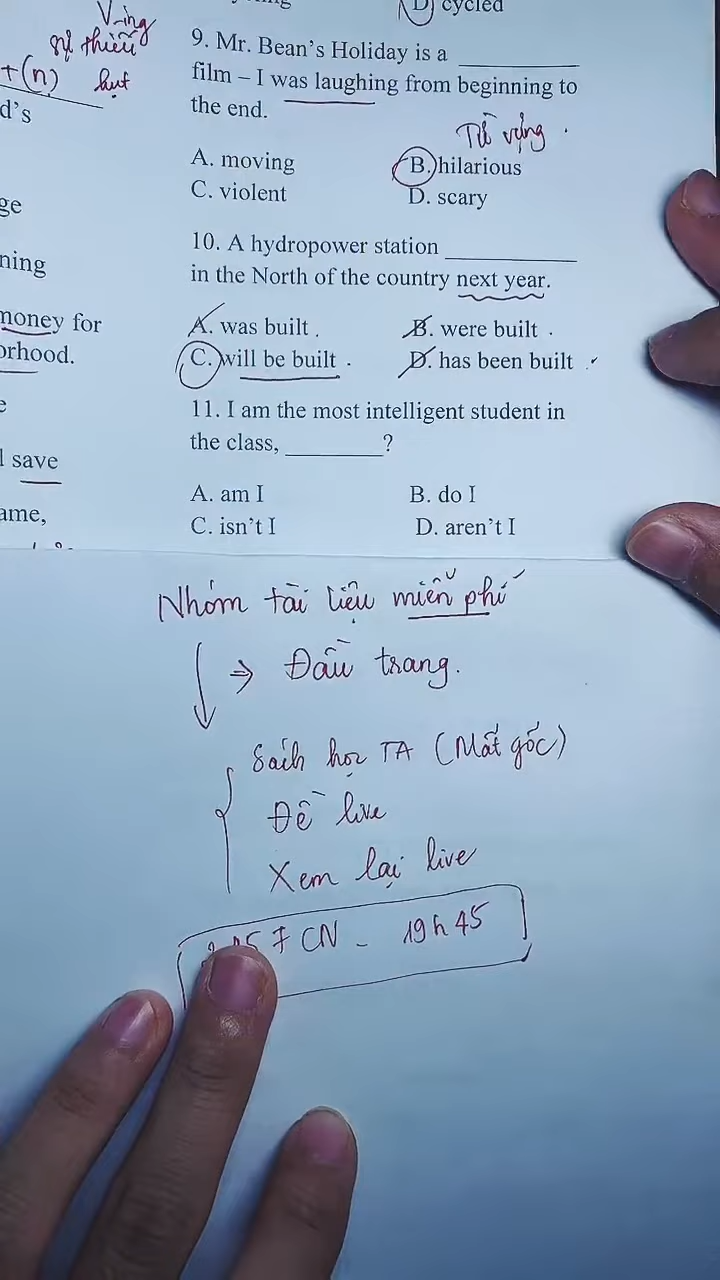 V-ing
sự thiếu
hụt
+(n)
d's
ge
ning
money for
orhood.
e
l save
ame,
D. cycled
9. Mr. Bean's Holiday is a __________
film – I was laughing from beginning to
the end.
Từ vựng.
A. moving B. hilarious
C. violent D. scary
10. A hydropower station __________
in the North of the country next year.
A. was built . B. were built .
C. will be built . D. has been built .
11. I am the most intelligent student in
the class, ________?
A. am I B. do I
C. isn't I D. aren't I
Nhóm tài liệu miễn phí
⇒ Đầu trang.
Sách học TA (Mất gốc)
Đề live
Xem lại live
7 CN - 19h45